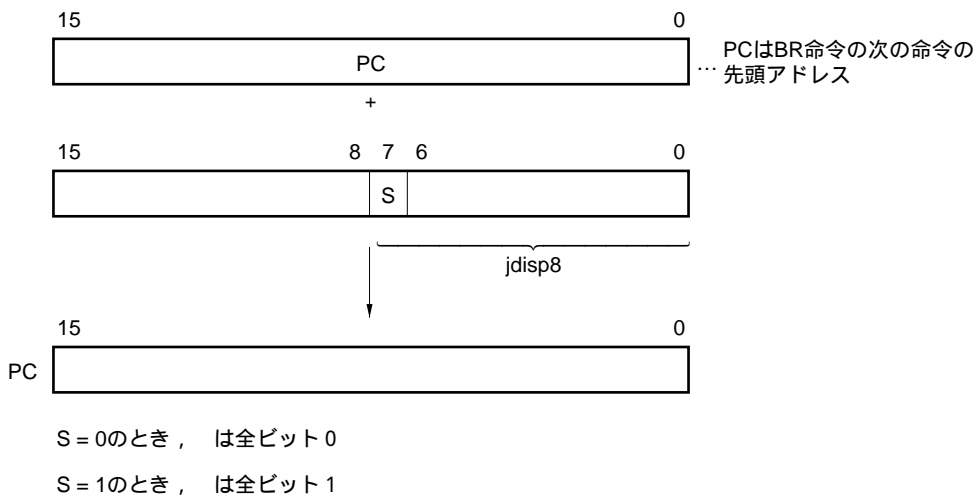 15 0
PC
… PCはBR命令の次の命令の
先頭アドレス
+
15 8 7 6 0
S
jdisp8
15 0
PC
S = 0のとき， は全ビット 0
S = 1のとき， は全ビット 1